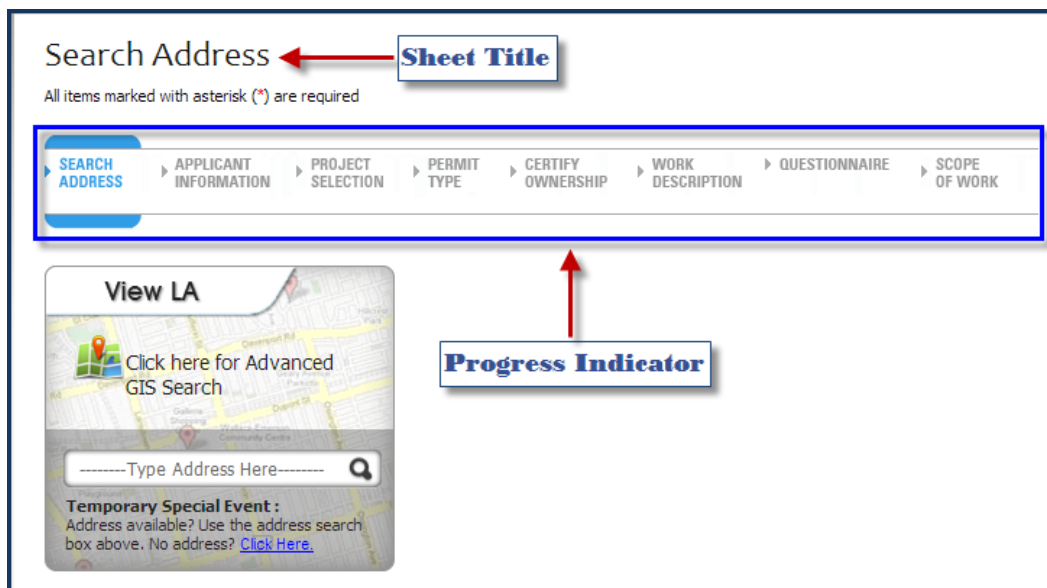 Search Address
Sheet Title
All items marked with asterisk (*) are required
SEARCH ADDRESS
APPLICANT INFORMATION
PROJECT SELECTION
PERMIT TYPE
CERTIFY OWNERSHIP
WORK DESCRIPTION
QUESTIONNAIRE
SCOPE OF WORK
View LA
Click here for Advanced
GIS Search
Progress Indicator
--------Type Address Here--------
Temporary Special Event :
Address available? Use the address search
box above. No address? Click Here.